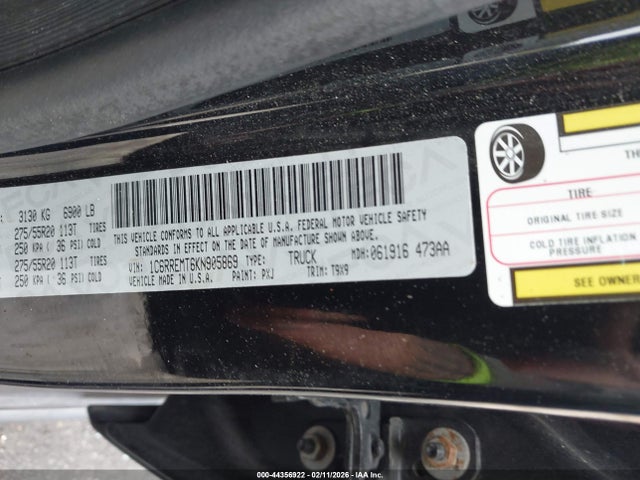 3130 KG 6900 LB
275/55R20 113T TIRES
250 KPA ( 36 PSI) COLD
275/55R20 113T TIRES
250 KPA ( 36 PSI) COLD
THIS VEHICLE CONFORMS TO ALL APPLICABLE U.S.A. FEDERAL MOTOR VEHICLE SAFETY
STANDARDS IN EFFECT ON THE DATE OF MANUFACTURE SHOWN ABOVE.
VIN: 1C6RREMT6KN905869 TYPE: TRUCK MDH: 061916 473AA
VEHICLE MADE IN U.S.A. PAINT: PXJ TRIM: T9X9
TIRE
ORIGINAL TIRE SIZE
COLD TIRE INFLATION
PRESSURE
SEE OWNER
000-44356922 / 02/11/2026 / Copyright © IAA, LLC